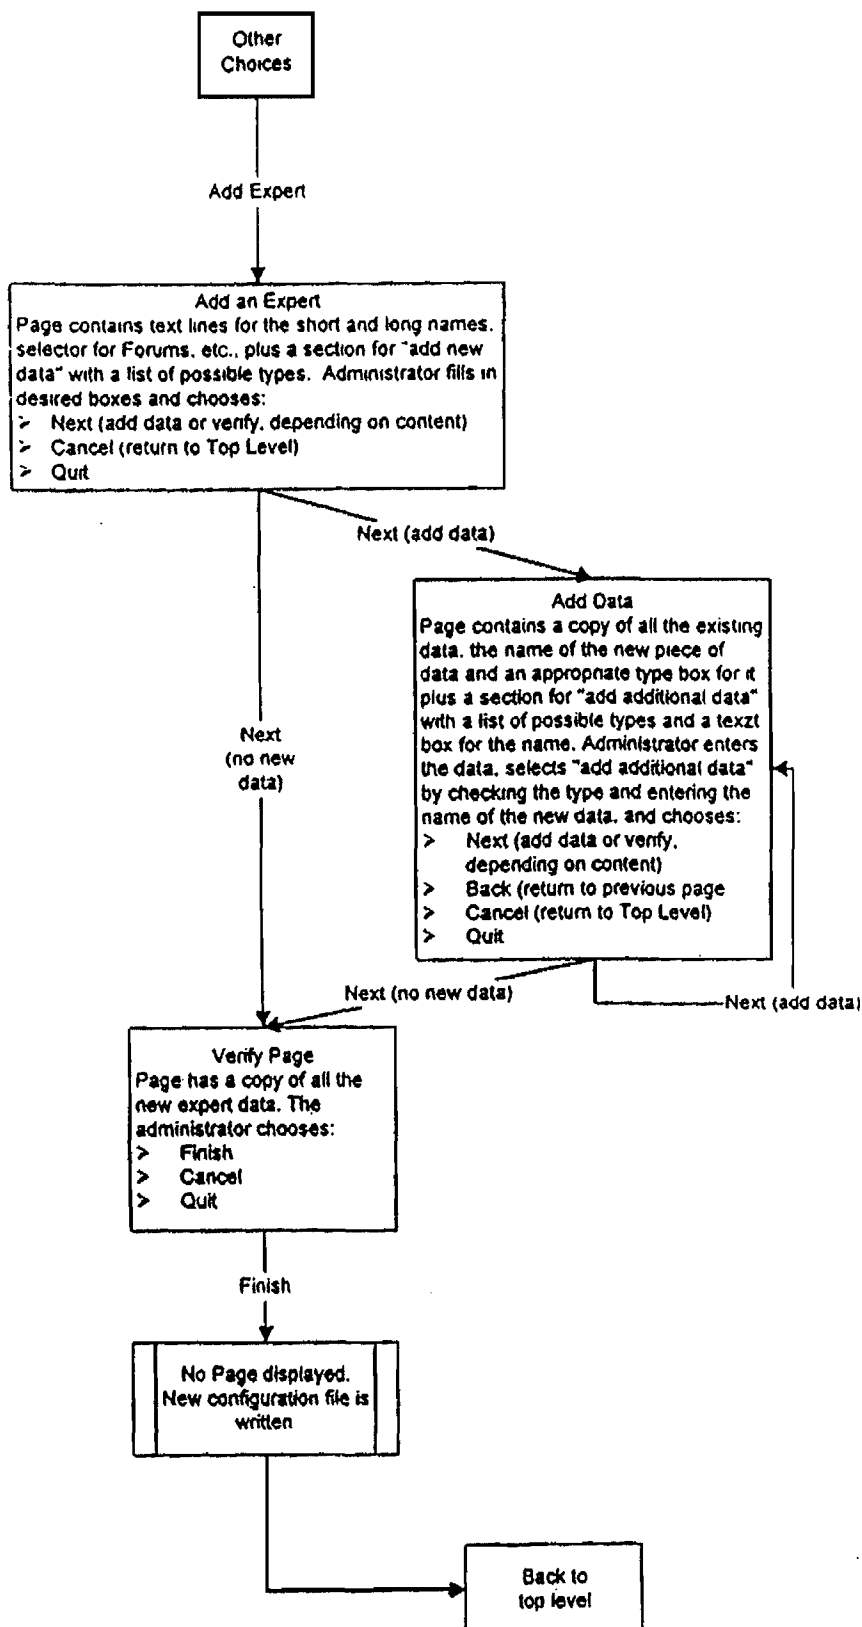 Other
Choices
Add Expert
Add an Expert
Page contains text lines for the short and long names,
selector for Forums, etc., plus a section for "add new
data" with a list of possible types. Administrator fills in
desired boxes and chooses:
➢ Next (add data or verify, depending on content)
➢ Cancel (return to Top Level)
➢ Quit
Next (add data)
Add Data
Page contains a copy of all the existing
data, the name of the new piece of
data and an appropriate type box for it
plus a section for "add additional data"
with a list of possible types and a texzt
box for the name. Administrator enters
the data, selects "add additional data"
by checking the type and entering the
name of the new data, and chooses:
➢ Next (add data or verify,
depending on content)
➢ Back (return to previous page
➢ Cancel (return to Top Level)
➢ Quit
Next
(no new
data)
Next (no new data)
Next (add data)
Verify Page
Page has a copy of all the
new expert data. The
administrator chooses:
➢ Finish
➢ Cancel
➢ Quit
Finish
No Page displayed.
New configuration file is
written
Back to
top level